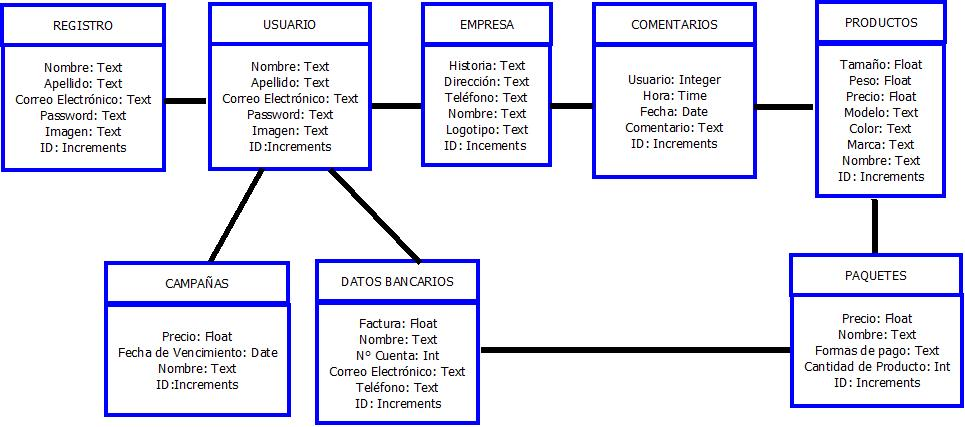 REGISTRO
Nombre: Text
Apellido: Text
Correo Electrónico: Text
Password: Text
Imagen: Text
ID: Increments
USUARIO
Nombre: Text
Apellido: Text
Correo Electrónico: Text
Password: Text
Imagen: Text
ID:Increments
EMPRESA
Historia: Text
Dirección: Text
Teléfono: Text
Nombre: Text
Logotipo: Text
ID: Incements
COMENTARIOS
Usuario: Integer
Hora: Time
Fecha: Date
Comentario: Text
ID: Increments
PRODUCTOS
Tamaño: Float
Peso: Float
Precio: Float
Modelo: Text
Color: Text
Marca: Text
Nombre: Text
ID: Increments
CAMPAÑAS
Precio: Float
Fecha de Vencimiento: Date
Nombre: Text
ID:Increments
DATOS BANCARIOS
Factura: Float
Nombre: Text
Nº Cuenta: Int
Correo Electrónico: Text
Teléfono: Text
ID: Increments
PAQUETES
Precio: Float
Nombre: Text
Formas de pago: Text
Cantidad de Producto: Int
ID: Increments